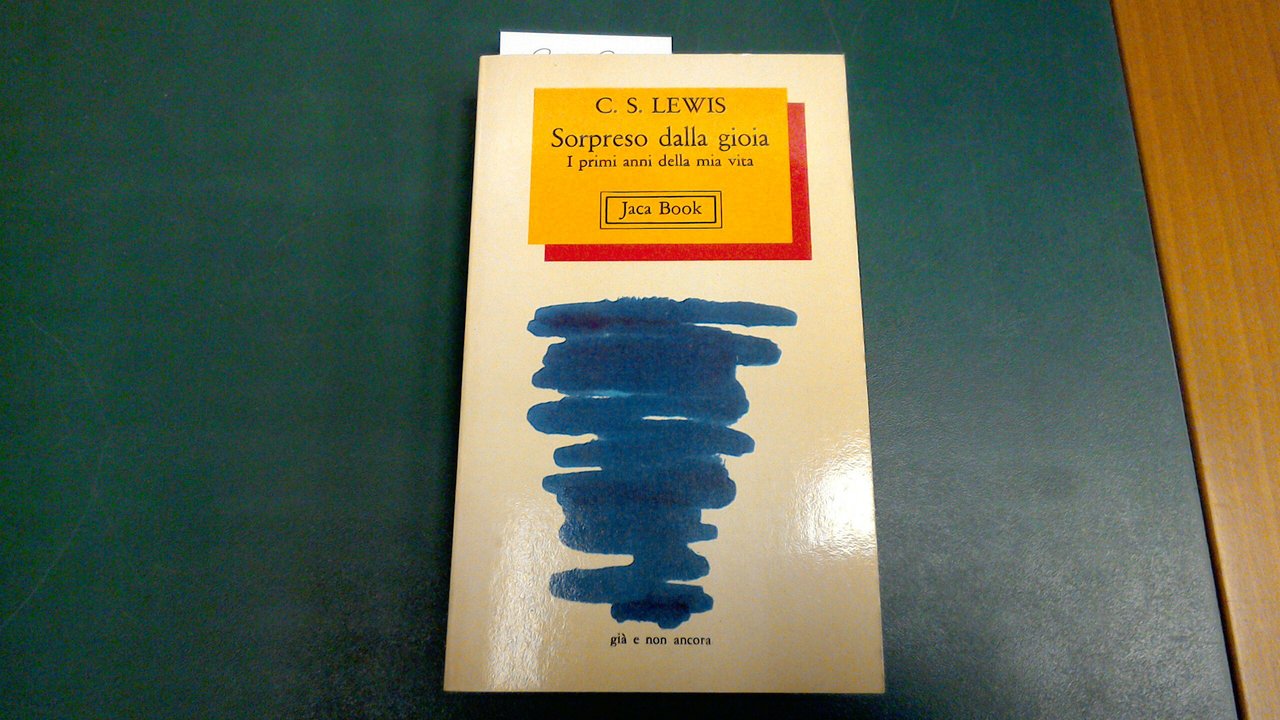 C. S. LEWIS
Sorpreso dalla gioia
I primi anni della mia vita
Jaca Book
già e non ancora